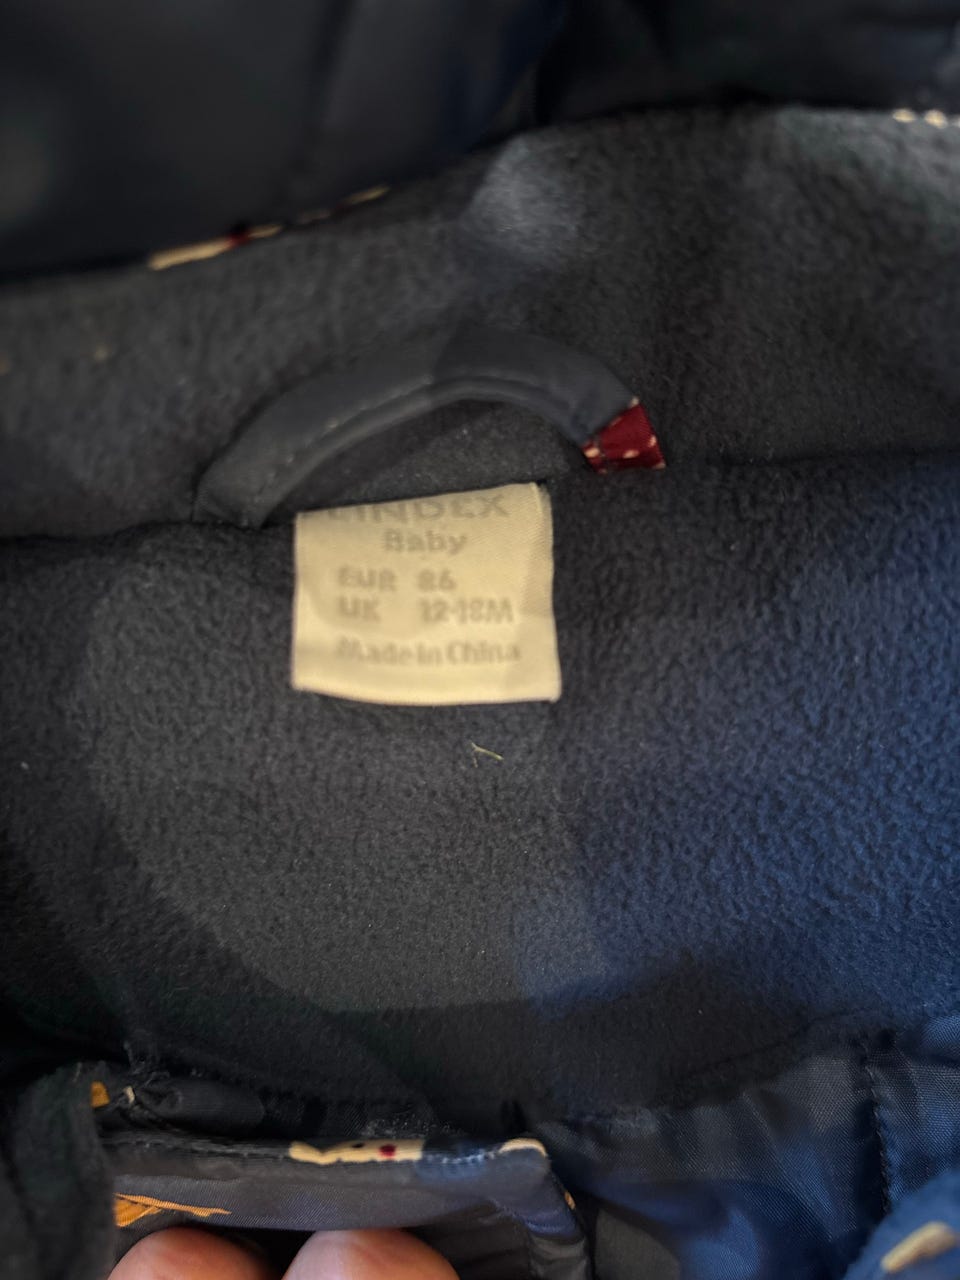 LINDEX
Baby
EUR 86
UK 12-18M
Made in China